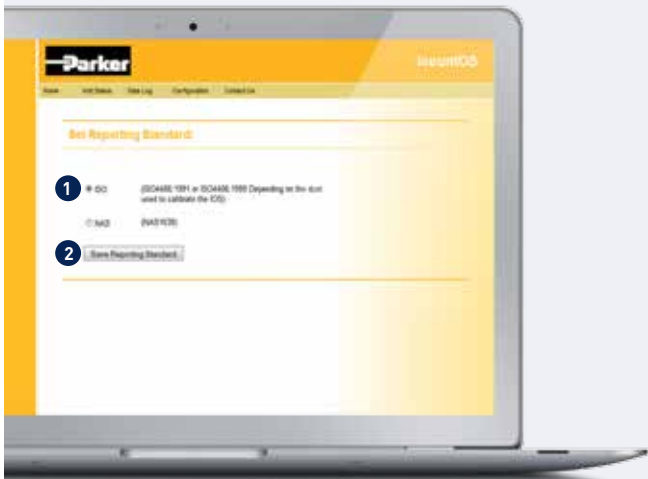 Parker
icountOS
Home Unit Status Data Log Configuration Contact Us
Set Reporting Standard:
1
ISO (ISO4406:1991 or ISO4406:1999 Depending on the dust
used to calibrate the IOS)
NAS (NAS1638)
2
Save Reporting Standard